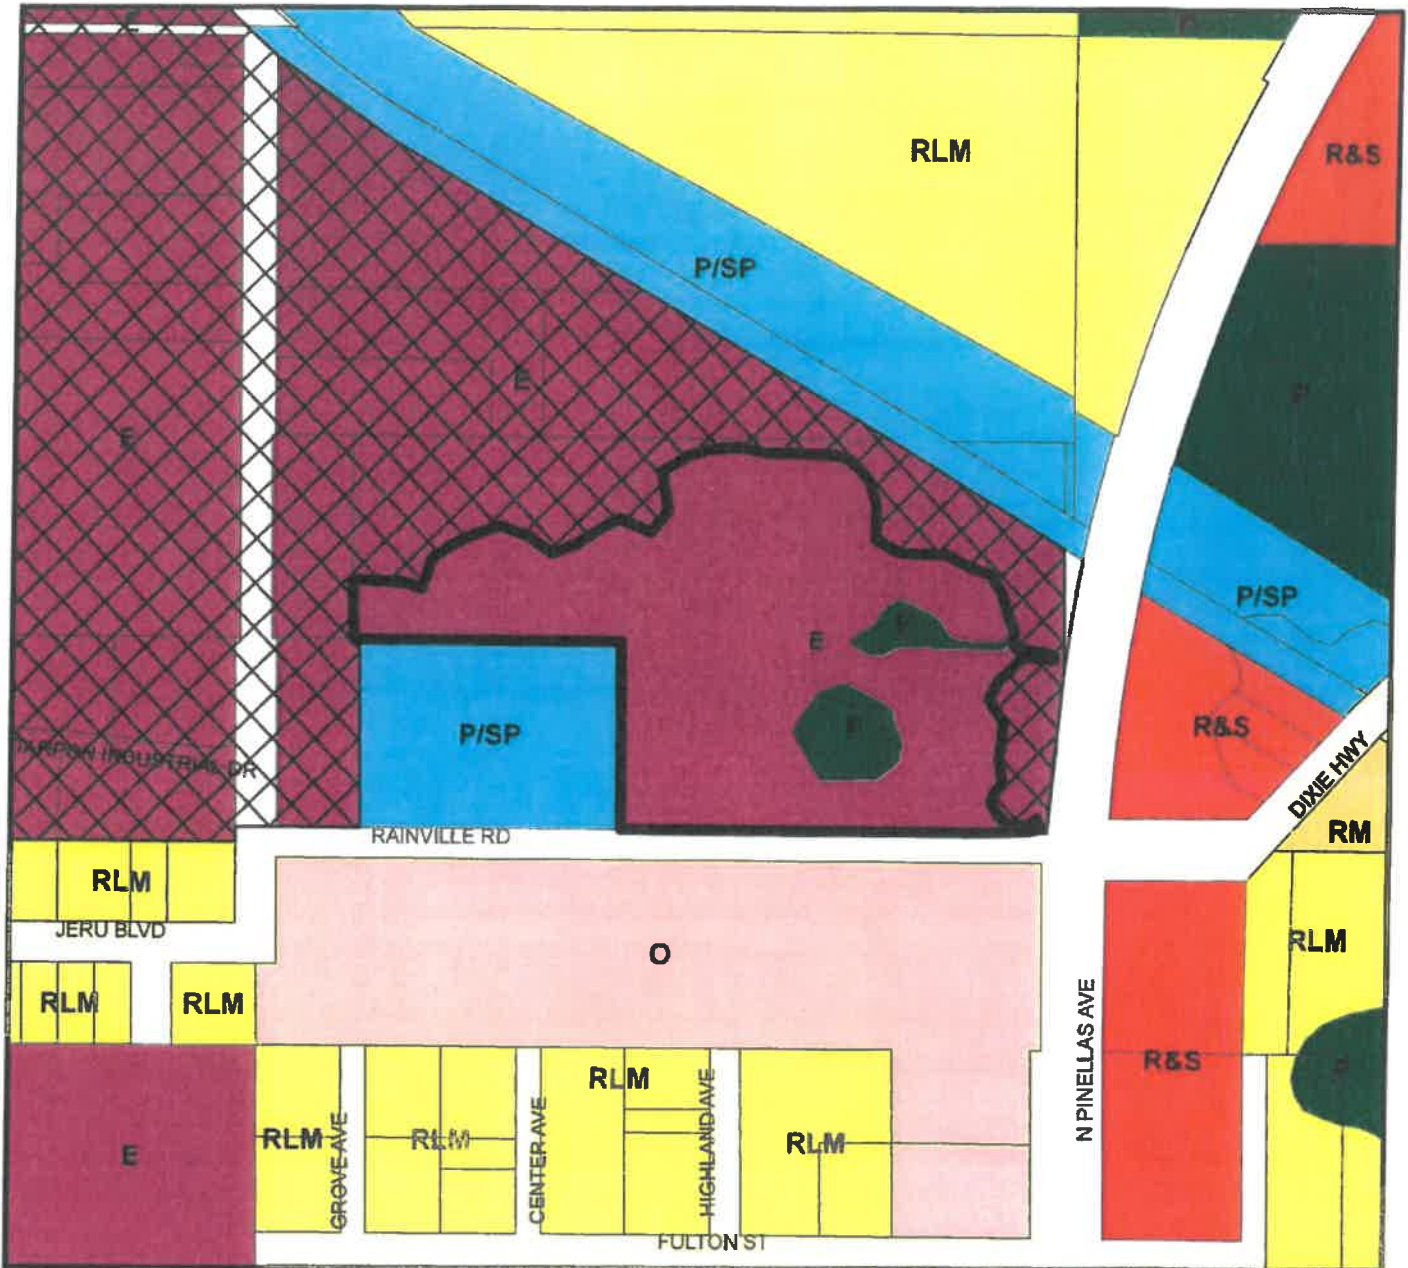 E
P
RLM
R&S
P/SP
E
P
E
P/SP
P
E
R&S
P/SP
P
TARPON INDUSTRIAL DR
DIXIE HWY
RM
RAINVILLE RD
RLM
JERU BLVD
RLM
O
RLM
RLM
N PINELLAS AVE
R&S
P
RLM
E
RLM
GROVE AVE
RLM
CENTER AVE
HIGHLAND AVE
RLM
FULTON ST